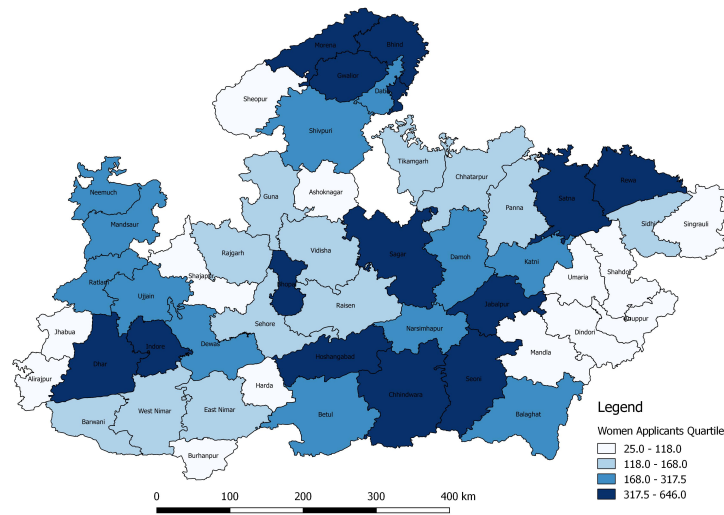 Morena
Bhind
Gwalior
Datia
Sheopur
Shivpuri
Tikamgarh
Chhatarpur
Rewa
Neemuch
Guna
Ashoknagar
Satna
Panna
Mandsaur
Sidhi
Singrauli
Rajgarh
Vidisha
Sagar
Damoh
Katni
Shajapur
Umaria
Shahdol
Ratlam
Ujjain
Bhopal
Raisen
Jabalpur
Sehore
Narsimhapur
Dindori
Jhabua
Dewas
Indore
Mandla
Dhar
Hoshangabad
Seoni
Alirajpur
Harda
Chhindwara
West Nimar
East Nimar
Betul
Balaghat
Barwani
Burhanpur
Legend
Women Applicants Quartile
25.0 - 118.0
118.0 - 168.0
168.0 - 317.5
317.5 - 646.0
0 100 200 300 400 km